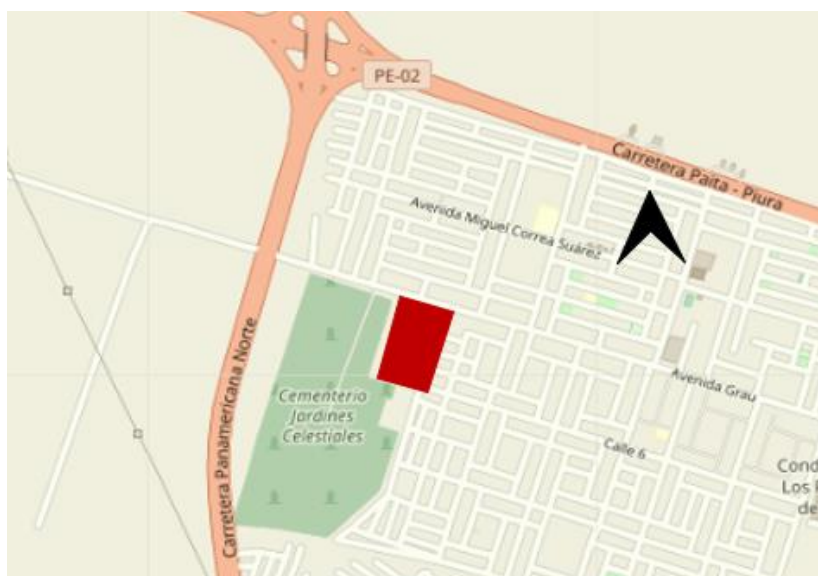 PE-02
Carretera Paita - Piura
Avenida Miguel Correa Suárez
Carretera Panamericana Norte
Cementerio
Jardines
Celestiales
Avenida Grau
Calle 6
Cond
Los
de